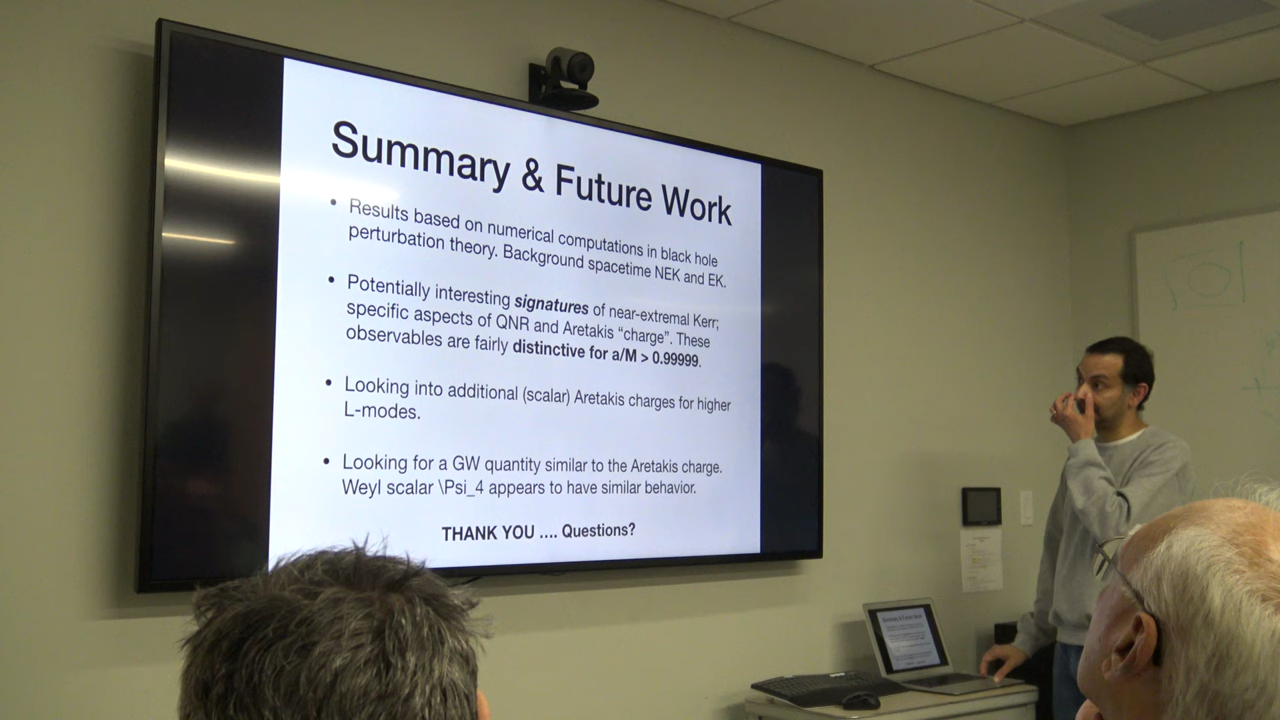 Summary & Future Work
• Results based on numerical computations in black hole
perturbation theory. Background spacetime NEK and EK.
• Potentially interesting signatures of near-extremal Kerr;
specific aspects of QNR and Aretakis “charge”. These
observables are fairly distinctive for a/M > 0.99999.
• Looking into additional (scalar) Aretakis charges for higher
L-modes.
• Looking for a GW quantity similar to the Aretakis charge.
Weyl scalar \Psi_4 appears to have similar behavior.
THANK YOU .... Questions?
Summary & Future Work